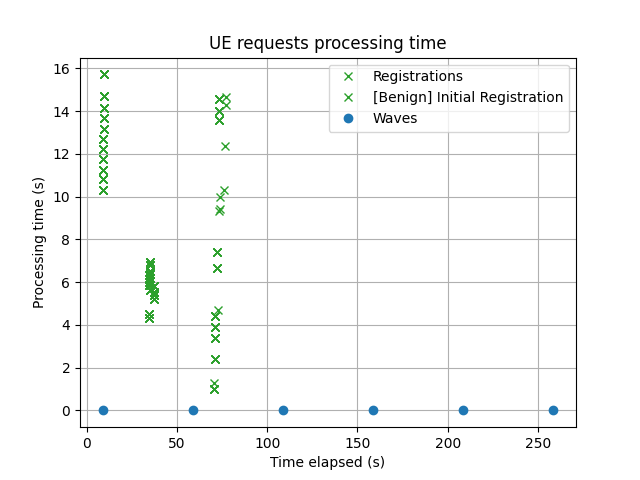 UE requests processing time
Registrations
[Benign] Initial Registration
Waves
Processing time (s)
16
14
12
10
8
6
4
2
0
0 50 100 150 200 250
Time elapsed (s)